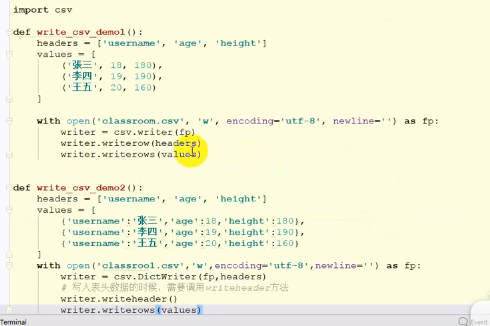 import csv
def write_csv_demo1():
headers = ['username', 'age', 'height']
values = [
('張三', 18, 180),
('李四', 19, 190),
('王五', 20, 160)
]
with open('classroom.csv', 'w', encoding='utf-8', newline='') as fp:
writer = csv.writer(fp)
writer.writerow(headers)
writer.writerows(values)
def write_csv_demo2():
headers = ['username', 'age', 'height']
values = [
{'username':'张三','age':18,'height':180},
{'username':'李四','age':19,'height':190},
{'username':'王五','age':20,'height':160}
]
with open('classrool.csv','w',encoding='utf-8',newline='') as fp:
writer = csv.DictWriter(fp,headers)
# 写入表头数据的时候，需要调用writeheader方法
writer.writeheader()
writer.writerows(values)
Terminal
Event